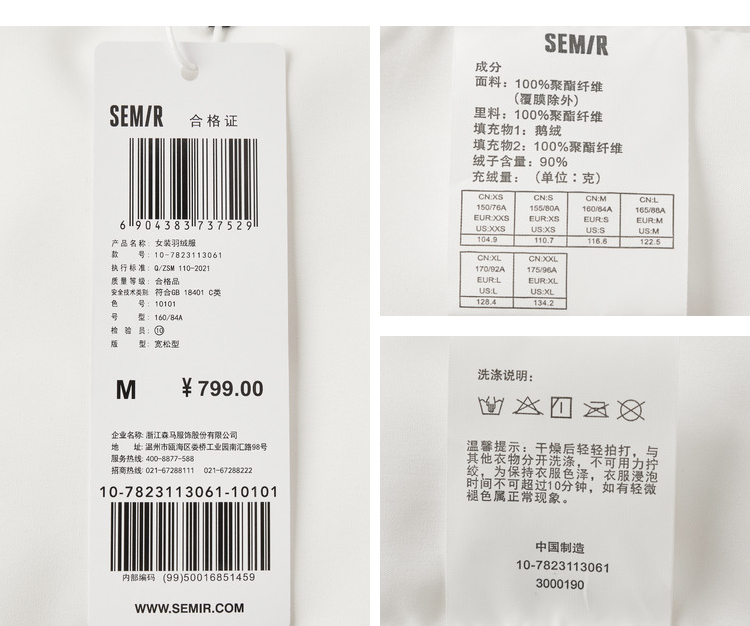 SEMIR 合格证
6 904383 737529
产品名称: 女装羽绒服
款 号: 10-7823113061
执行标准: Q/ZSM 110-2021
质量等级: 合格品
安全技术类别: 符合GB 18401 C类
色 号: 10101
号 型: 160/84A
检 验 员: ⑩
版 型: 宽松型
M ¥799.00
企业名称: 浙江森马服饰股份有限公司
地 址: 温州市瓯海区娄桥工业园南汇路98号
服务热线: 400-8877-588
招商热线: 021-67288111 021-67288222
10-7823113061-10101
内部编码 (99)50016851459
WWW.SEMIR.COM
SEMIR
成分
面料: 100%聚酯纤维
(覆膜除外)
里料: 100%聚酯纤维
填充物1: 鹅绒
填充物2: 100%聚酯纤维
绒子含量: 90%
充绒量: (单位:克)
CN:XS CN:S CN:M CN:L
150/76A 155/80A 160/84A 165/88A
EUR:XXS EUR:XS EUR:S EUR:M
US:XXS US:XS US:S US:M
104.9 110.7 116.6 122.5
CN:XL CN:XXL
170/92A 175/96A
EUR:L EUR:XL
US:L US:XL
128.4 134.2
洗涤说明:
温馨提示: 干燥后轻轻拍打, 与
其他衣物分开洗涤, 不可用力拧
绞, 为保持衣服色泽, 衣服浸泡
时间不可超过10分钟, 如有轻微
褪色属正常现象。
中国制造
10-7823113061
3000190